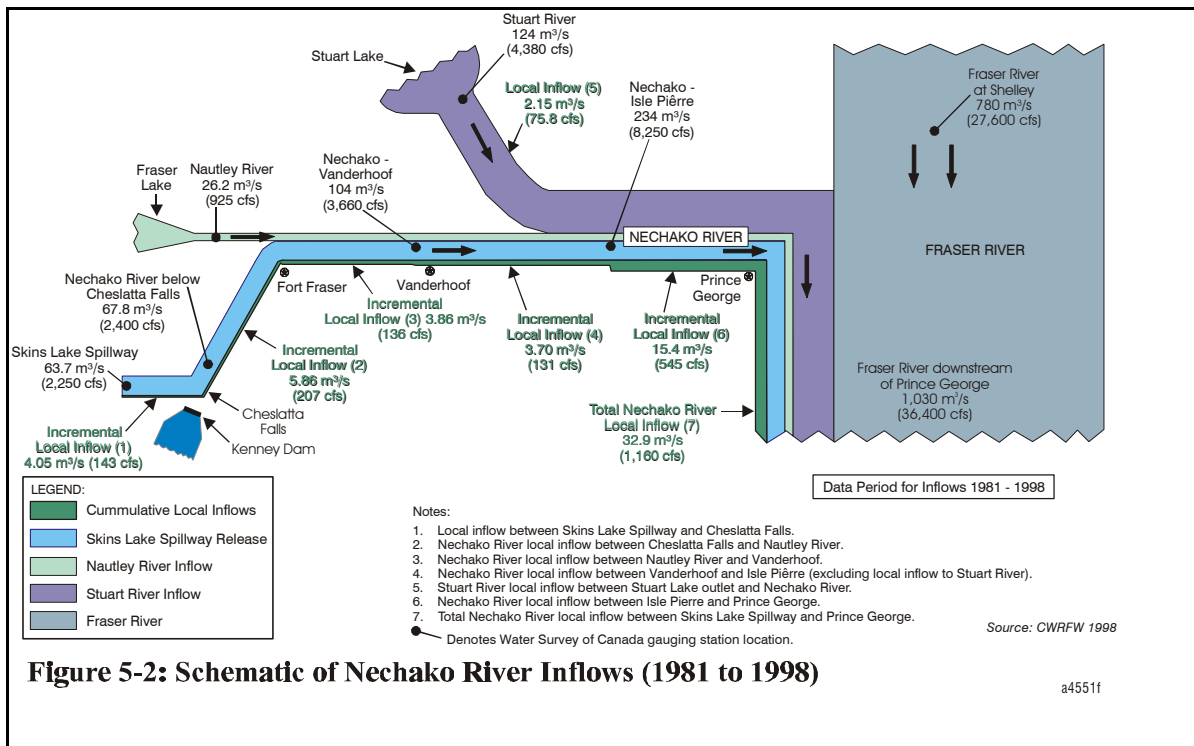 Stuart River
124 m³/s
(4,380 cfs)
Stuart Lake
Local Inflow (5)
2.15 m³/s
(75.8 cfs)
Nechako -
Isle Pièrre
234 m³/s
(8,250 cfs)
Fraser River
at Shelley
780 m³/s
(27,600 cfs)
Fraser
Lake
Nautley River
26.2 m³/s
(925 cfs)
Nechako -
Vanderhoof
104 m³/s
(3,660 cfs)
NECHAKO RIVER
FRASER RIVER
Nechako River below
Cheslatta Falls
67.8 m³/s
(2,400 cfs)
Fort Fraser
Vanderhoof
Prince
George
Incremental
Local Inflow (3) 3.86 m³/s
(136 cfs)
Incremental
Local Inflow (4)
3.70 m³/s
(131 cfs)
Incremental
Local Inflow (6)
15.4 m³/s
(545 cfs)
Skins Lake Spillway
63.7 m³/s
(2,250 cfs)
Incremental
Local Inflow (2)
5.86 m³/s
(207 cfs)
Fraser River downstream
of Prince George
1,030 m³/s
(36,400 cfs)
Cheslatta
Falls
Kenney Dam
Incremental
Local Inflow (1)
4.05 m³/s (143 cfs)
Total Nechako River
Local Inflow (7)
32.9 m³/s
(1,160 cfs)
LEGEND:
Cummulative Local Inflows
Skins Lake Spillway Release
Nautley River Inflow
Stuart River Inflow
Fraser River
Data Period for Inflows 1981 - 1998
Notes:
1. Local inflow between Skins Lake Spillway and Cheslatta Falls.
2. Nechako River local inflow between Cheslatta Falls and Nautley River.
3. Nechako River local inflow between Nautley River and Vanderhoof.
4. Nechako River local inflow between Vanderhoof and Isle Pièrre (excluding local inflow to Stuart River).
5. Stuart River local inflow between Stuart Lake outlet and Nechako River.
6. Nechako River local inflow between Isle Pierre and Prince George.
7. Total Nechako River local inflow between Skins Lake Spillway and Prince George.
Denotes Water Survey of Canada gauging station location.
Source: CWRFW 1998
Figure 5-2: Schematic of Nechako River Inflows (1981 to 1998)
a4551f